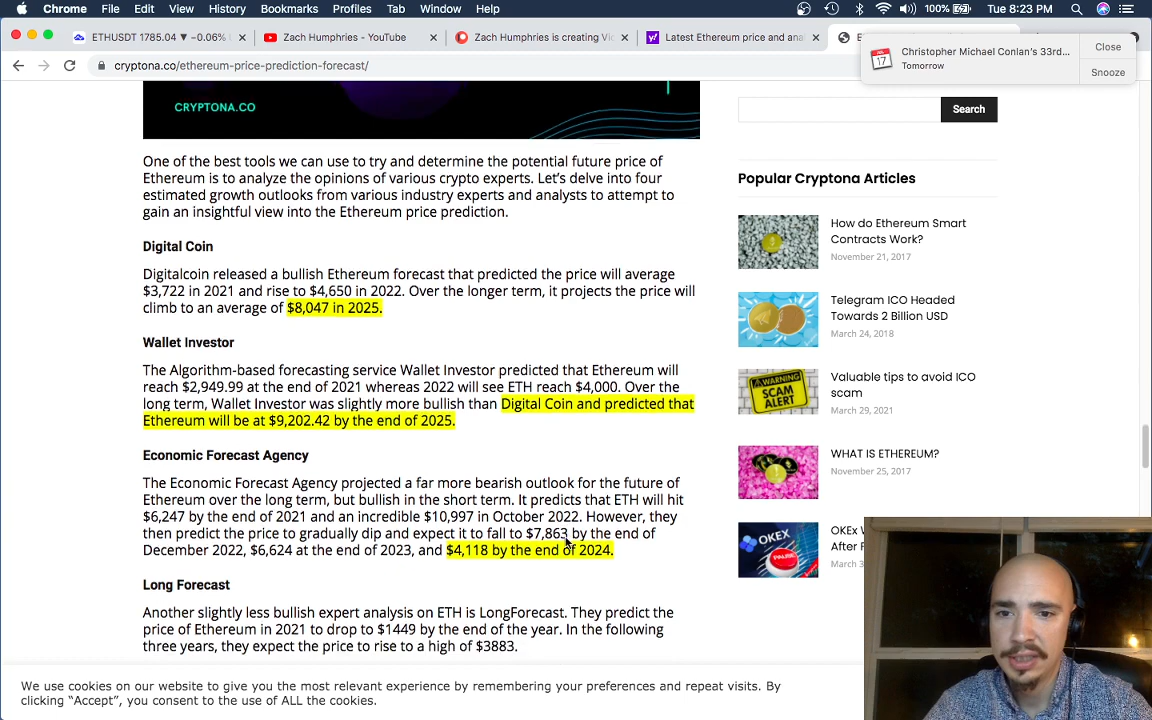 Chrome File Edit View History Bookmarks Profiles Tab Window Help 100% Tue 8:23 PM
ETHUSDT 1785.04 ▼ −0.06% Zach Humphries - YouTube Zach Humphries is creating Vi Latest Ethereum price and ana
Christopher Michael Conlan's 33rd...
Tomorrow
Close
Snooze
17
cryptona.co/ethereum-price-prediction-forecast/
CRYPTONA.CO
One of the best tools we can use to try and determine the potential future price of
Ethereum is to analyze the opinions of various crypto experts. Let's delve into four
estimated growth outlooks from various industry experts and analysts to attempt to
gain an insightful view into the Ethereum price prediction.
Digital Coin
Digitalcoin released a bullish Ethereum forecast that predicted the price will average
$3,722 in 2021 and rise to $4,650 in 2022. Over the longer term, it projects the price will
climb to an average of $8,047 in 2025.
Wallet Investor
The Algorithm-based forecasting service Wallet Investor predicted that Ethereum will
reach $2,949.99 at the end of 2021 whereas 2022 will see ETH reach $4,000. Over the
long term, Wallet Investor was slightly more bullish than Digital Coin and predicted that
Ethereum will be at $9,202.42 by the end of 2025.
Economic Forecast Agency
The Economic Forecast Agency projected a far more bearish outlook for the future of
Ethereum over the long term, but bullish in the short term. It predicts that ETH will hit
$6,247 by the end of 2021 and an incredible $10,997 in October 2022. However, they
then predict the price to gradually dip and expect it to fall to $7,863 by the end of
December 2022, $6,624 at the end of 2023, and $4,118 by the end of 2024.
Long Forecast
Another slightly less bullish expert analysis on ETH is LongForecast. They predict the
price of Ethereum in 2021 to drop to $1449 by the end of the year. In the following
three years, they expect the price to rise to a high of $3883.
Search
Popular Cryptona Articles
How do Ethereum Smart
Contracts Work?
November 21, 2017
Telegram ICO Headed
Towards 2 Billion USD
March 24, 2018
WARNING
SCAM
ALERT
Valuable tips to avoid ICO
scam
March 29, 2021
WHAT IS ETHEREUM?
November 25, 2017
OKEX
PAUSE
OKEx
After
March 3
We use cookies on our website to give you the most relevant experience by remembering your preferences and repeat visits. By
clicking "Accept", you consent to the use of ALL the cookies.